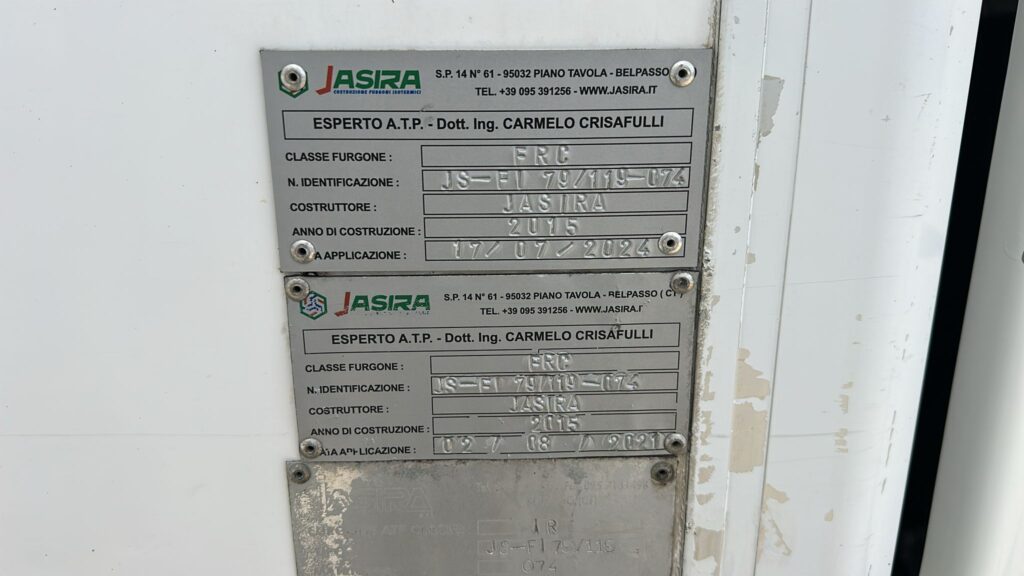 JASIRA
COSTRUZIONE FURGONI ISOTERMICI
S.P. 14 N° 61 - 95032 PIANO TAVOLA - BELPASSO
TEL. +39 095 391256 - WWW.JASIRA.IT
ESPERTO A.T.P. - Dott. Ing. CARMELO CRISAFULLI
CLASSE FURGONE : FRC
N. IDENTIFICAZIONE : JS-FI 79/119-074
COSTRUTTORE : JASIRA
ANNO DI COSTRUZIONE : 2015
A APPLICAZIONE : 17/07/2024
JASIRA
S.P. 14 N° 61 - 95032 PIANO TAVOLA - BELPASSO ( CT )
TEL. +39 095 391256 - WWW.JASIRA.IT
ESPERTO A.T.P. - Dott. Ing. CARMELO CRISAFULLI
CLASSE FURGONE : FRC
N. IDENTIFICAZIONE : JS-FI 79/119-074
COSTRUTTORE : JASIRA
ANNO DI COSTRUZIONE : 2015
APPLICAZIONE : 02/08/2021
IR
074